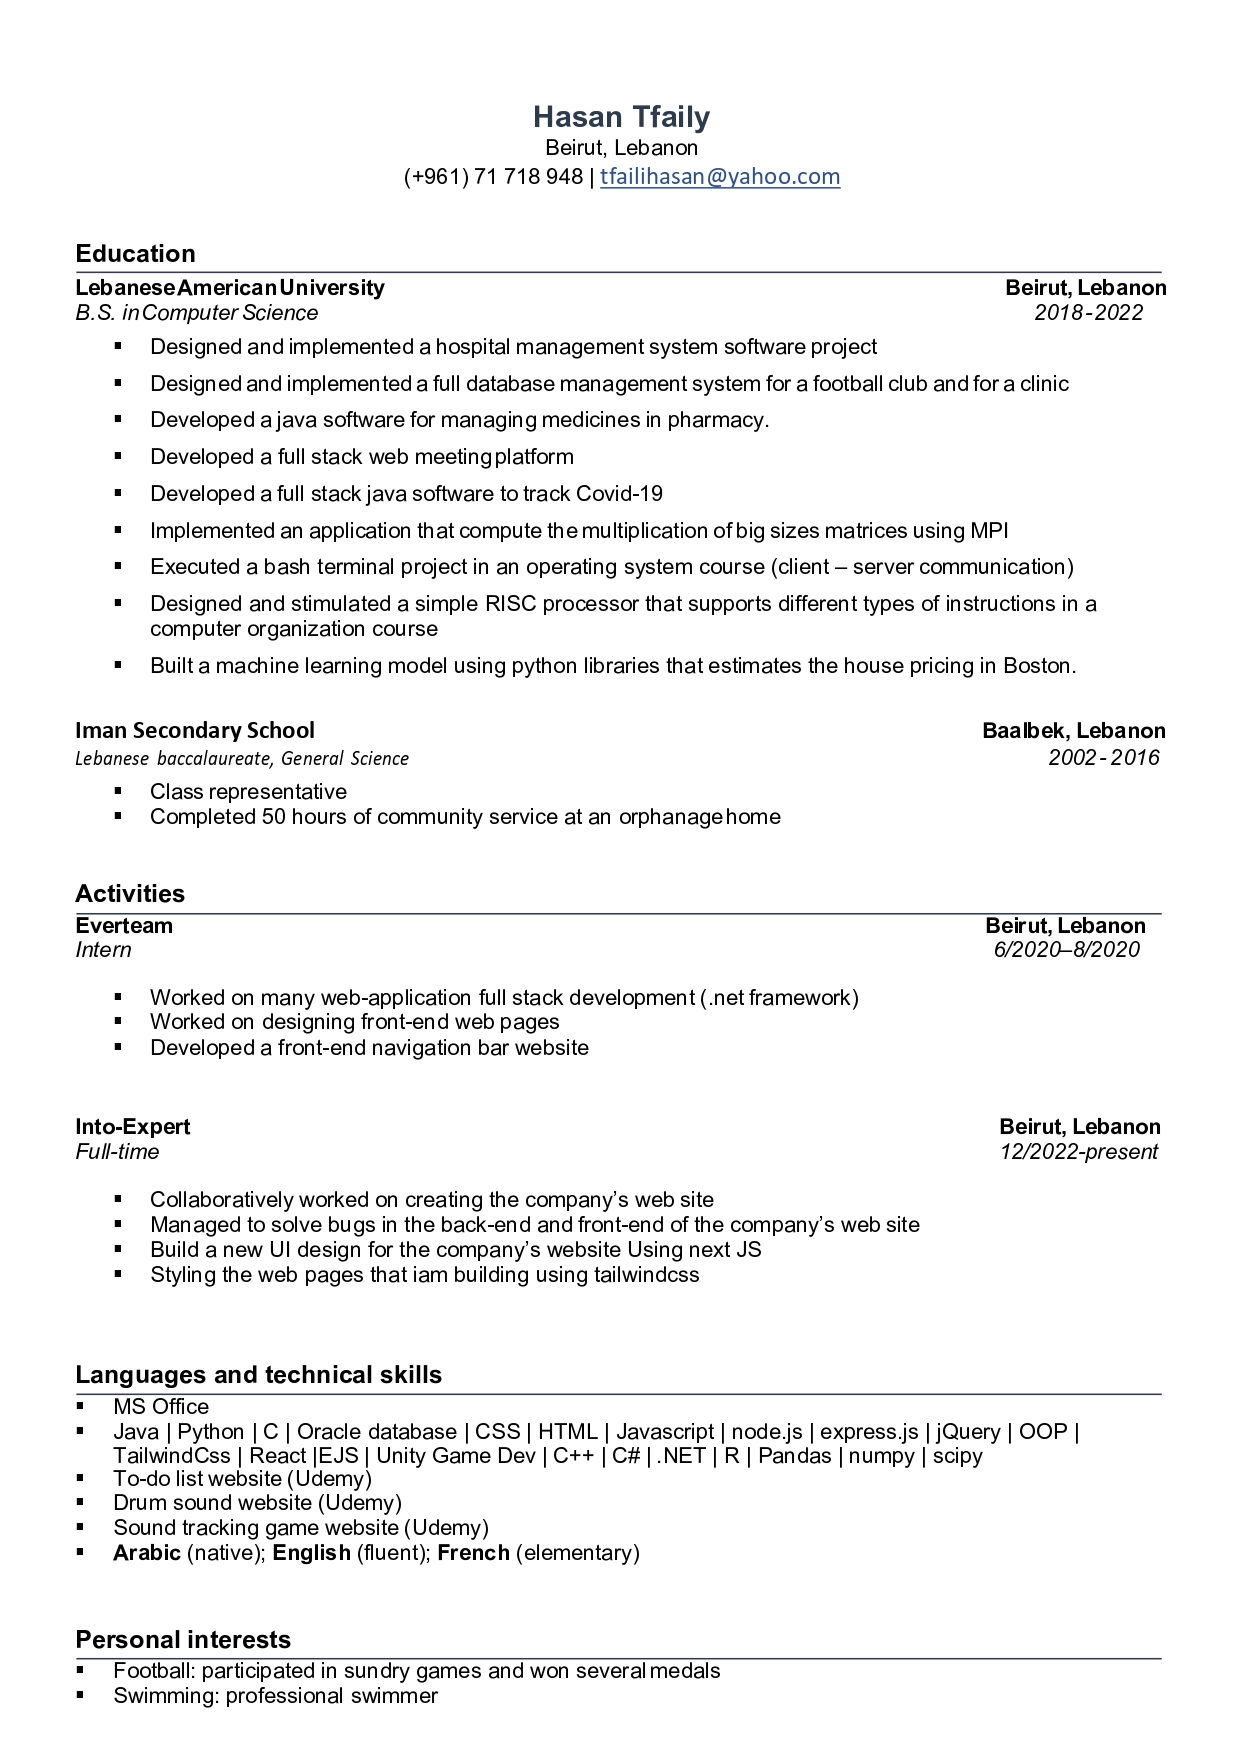 Hasan Tfaily
Beirut, Lebanon
(+961) 71 718 948 | tfailihasan@yahoo.com
Education
Lebanese American University Beirut, Lebanon
B.S. in Computer Science 2018-2022
▪ Designed and implemented a hospital management system software project
▪ Designed and implemented a full database management system for a football club and for a clinic
▪ Developed a java software for managing medicines in pharmacy.
▪ Developed a full stack web meeting platform
▪ Developed a full stack java software to track Covid-19
▪ Implemented an application that compute the multiplication of big sizes matrices using MPI
▪ Executed a bash terminal project in an operating system course (client – server communication)
▪ Designed and stimulated a simple RISC processor that supports different types of instructions in a
computer organization course
▪ Built a machine learning model using python libraries that estimates the house pricing in Boston.
Iman Secondary School Baalbek, Lebanon
Lebanese baccalaureate, General Science 2002- 2016
▪ Class representative
▪ Completed 50 hours of community service at an orphanage home
Activities
Everteam Beirut, Lebanon
Intern 6/2020–8/2020
▪ Worked on many web-application full stack development (.net framework)
▪ Worked on designing front-end web pages
▪ Developed a front-end navigation bar website
Into-Expert Beirut, Lebanon
Full-time 12/2022-present
▪ Collaboratively worked on creating the company’s web site
▪ Managed to solve bugs in the back-end and front-end of the company’s web site
▪ Build a new UI design for the company’s website Using next JS
▪ Styling the web pages that iam building using tailwindcss
Languages and technical skills
▪ MS Office
▪ Java | Python | C | Oracle database | CSS | HTML | Javascript | node.js | express.js | jQuery | OOP |
TailwindCss | React |EJS | Unity Game Dev | C++ | C# | .NET | R | Pandas | numpy | scipy
▪ To-do list website (Udemy)
▪ Drum sound website (Udemy)
▪ Sound tracking game website (Udemy)
▪ Arabic (native); English (fluent); French (elementary)
Personal interests
▪ Football: participated in sundry games and won several medals
▪ Swimming: professional swimmer